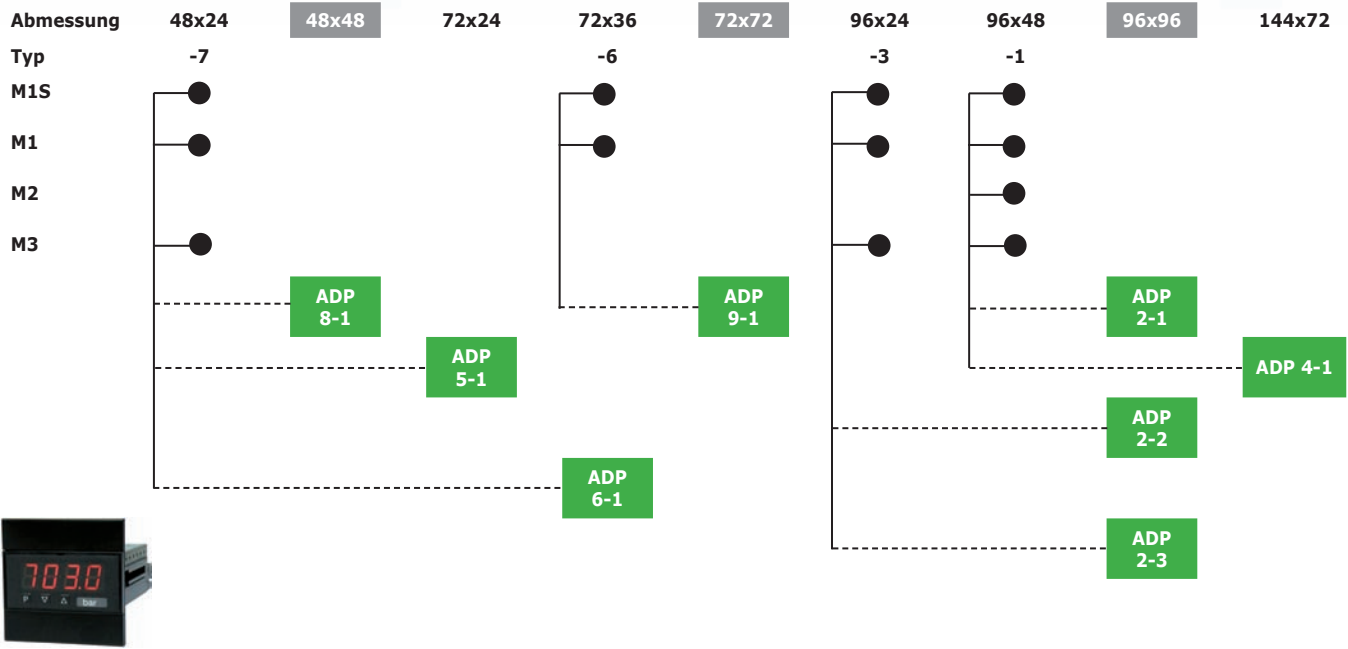 Abmessung 48x24 48x48 72x24 72x36 72x72 96x24 96x48 96x96 144x72
Typ -7 -6 -3 -1
M1S
M1
M2
M3
ADP
8-1
ADP
9-1
ADP
2-1
ADP
5-1
ADP 4-1
ADP
2-2
ADP
6-1
ADP
2-3
703.0
P
bar